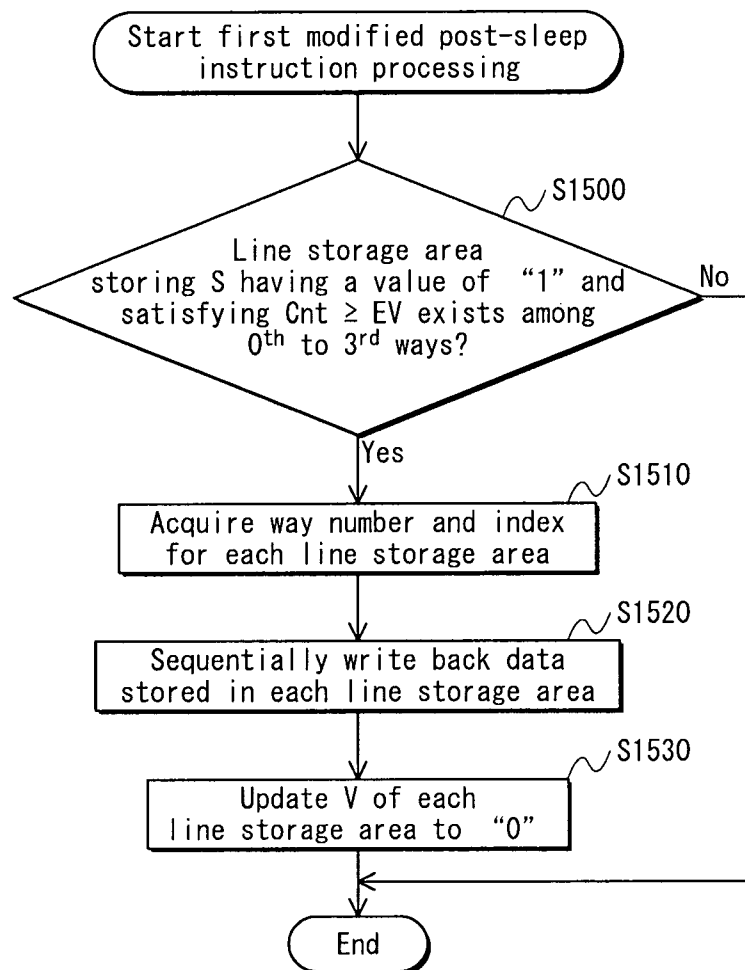 Start first modified post-sleep
instruction processing
S1500
Line storage area
storing S having a value of “1” and
satisfying Cnt ≥ EV exists among
0th to 3rd ways?
No
Yes
S1510
Acquire way number and index
for each line storage area
S1520
Sequentially write back data
stored in each line storage area
S1530
Update V of each
line storage area to “0”
End